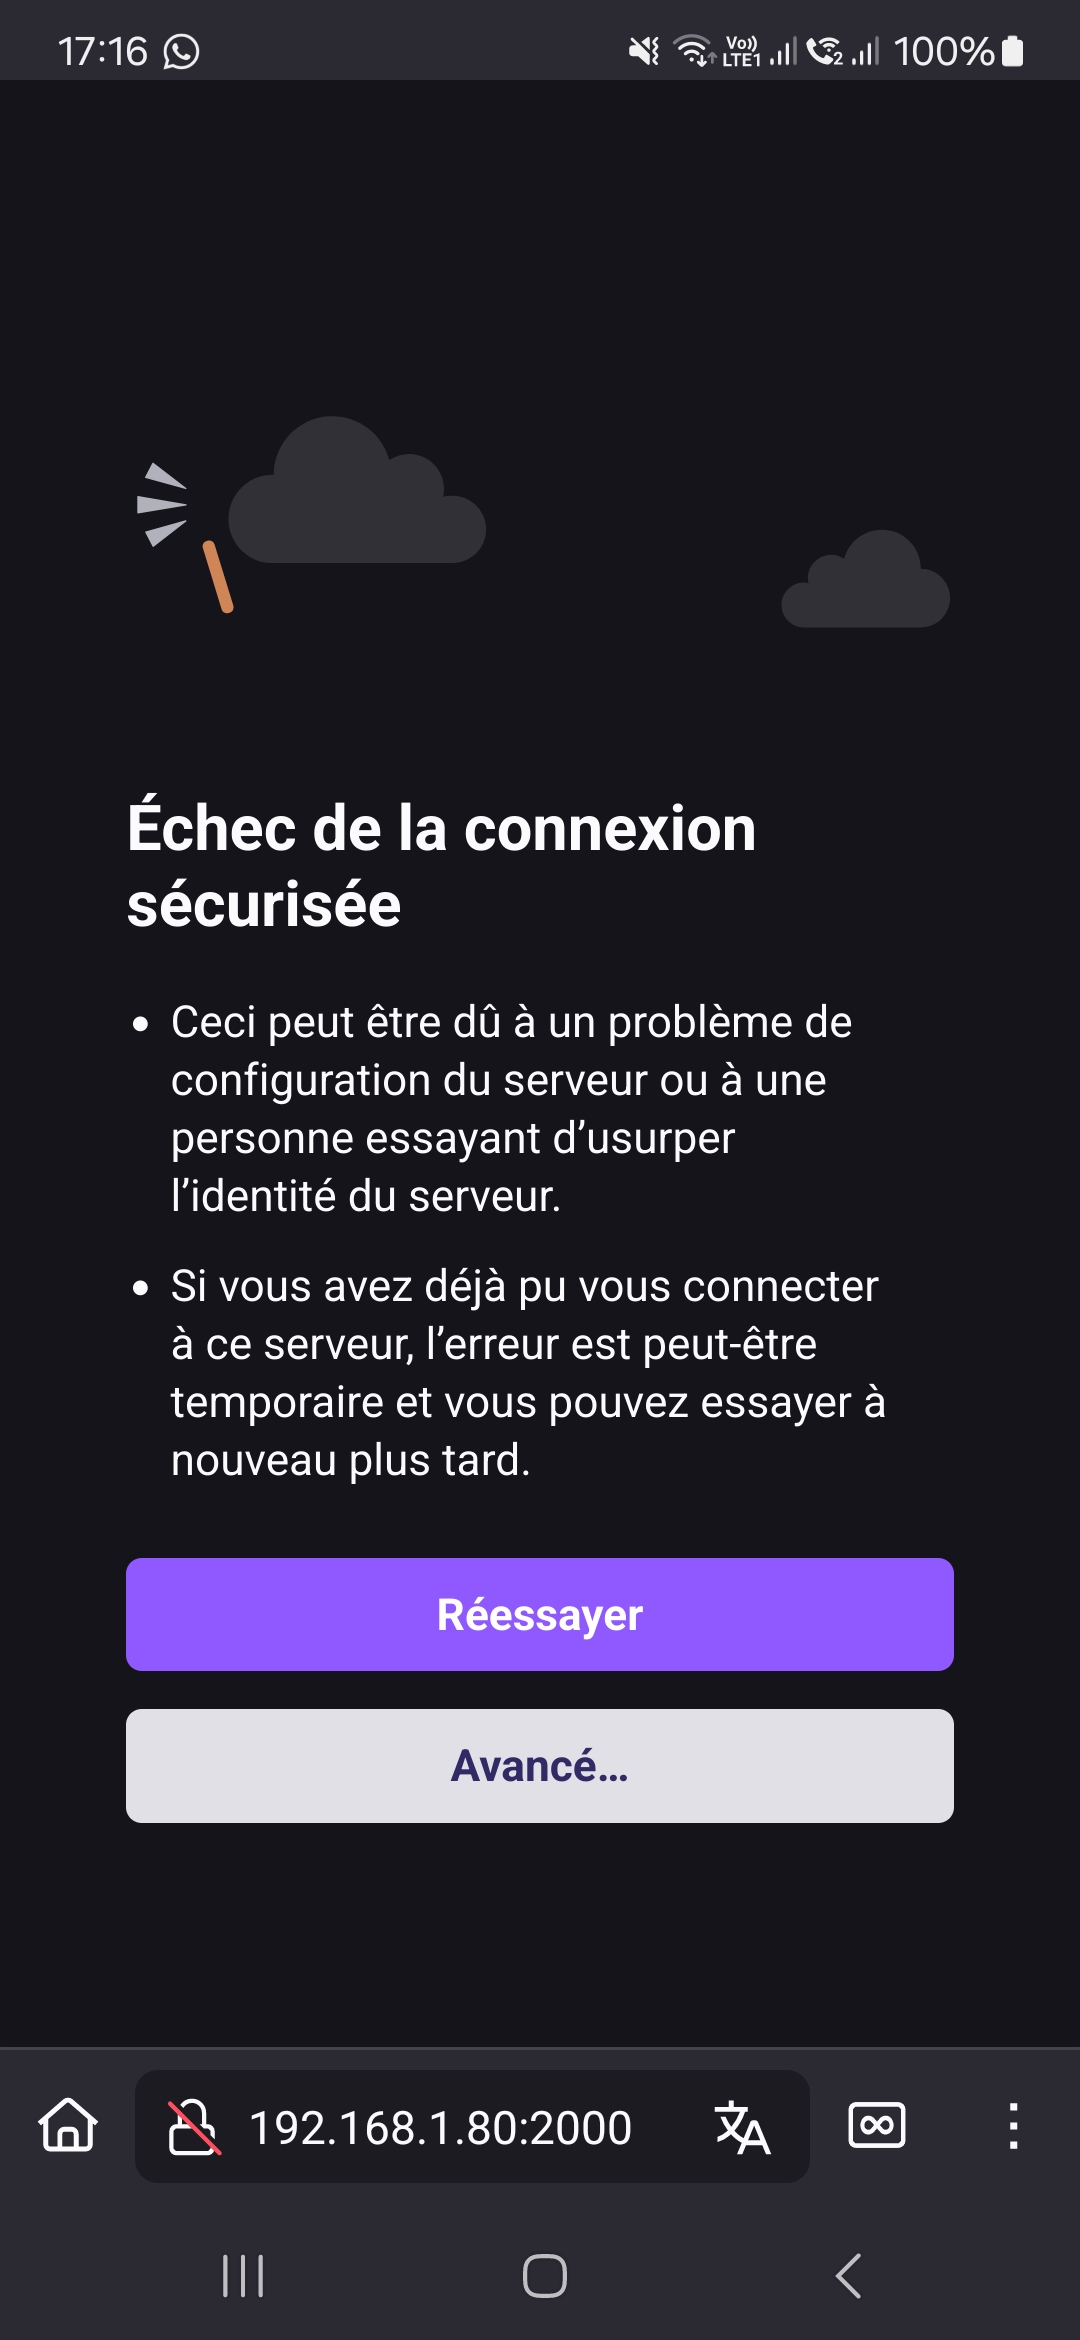 17:16
Vo))
LTE1
2
100%
Échec de la connexion
sécurisée
• Ceci peut être dû à un problème de
configuration du serveur ou à une
personne essayant d’usurper
l’identité du serveur.
• Si vous avez déjà pu vous connecter
à ce serveur, l’erreur est peut-être
temporaire et vous pouvez essayer à
nouveau plus tard.
Réessayer
Avancé…
192.168.1.80:2000